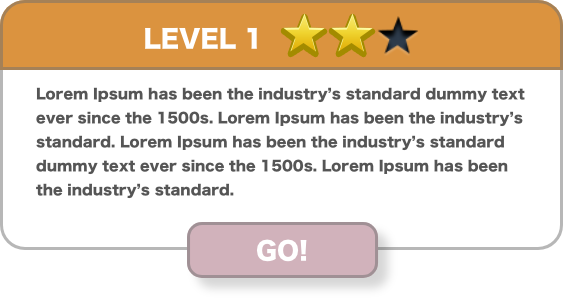 LEVEL 1
Lorem Ipsum has been the industry’s standard dummy text
ever since the 1500s. Lorem Ipsum has been the industry’s
standard. Lorem Ipsum has been the industry’s standard
dummy text ever since the 1500s. Lorem Ipsum has been
the industry’s standard.
GO!